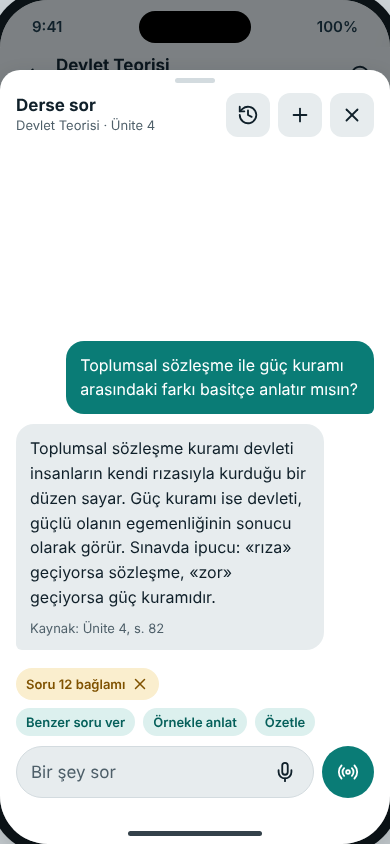 9:41
100%
Devlet Teorisi
Derse sor
Devlet Teorisi · Ünite 4
Toplumsal sözleşme ile güç kuramı
arasındaki farkı basitçe anlatır mısın?
Toplumsal sözleşme kuramı devleti
insanların kendi rızasıyla kurduğu bir
düzen sayar. Güç kuramı ise devleti,
güçlü olanın egemenliğinin sonucu
olarak görür. Sınavda ipucu: «rıza»
geçiyorsa sözleşme, «zor»
geçiyorsa güç kuramıdır.
Kaynak: Ünite 4, s. 82
Soru 12 bağlamı
Benzer soru ver
Örnekle anlat
Özetle
Bir şey sor